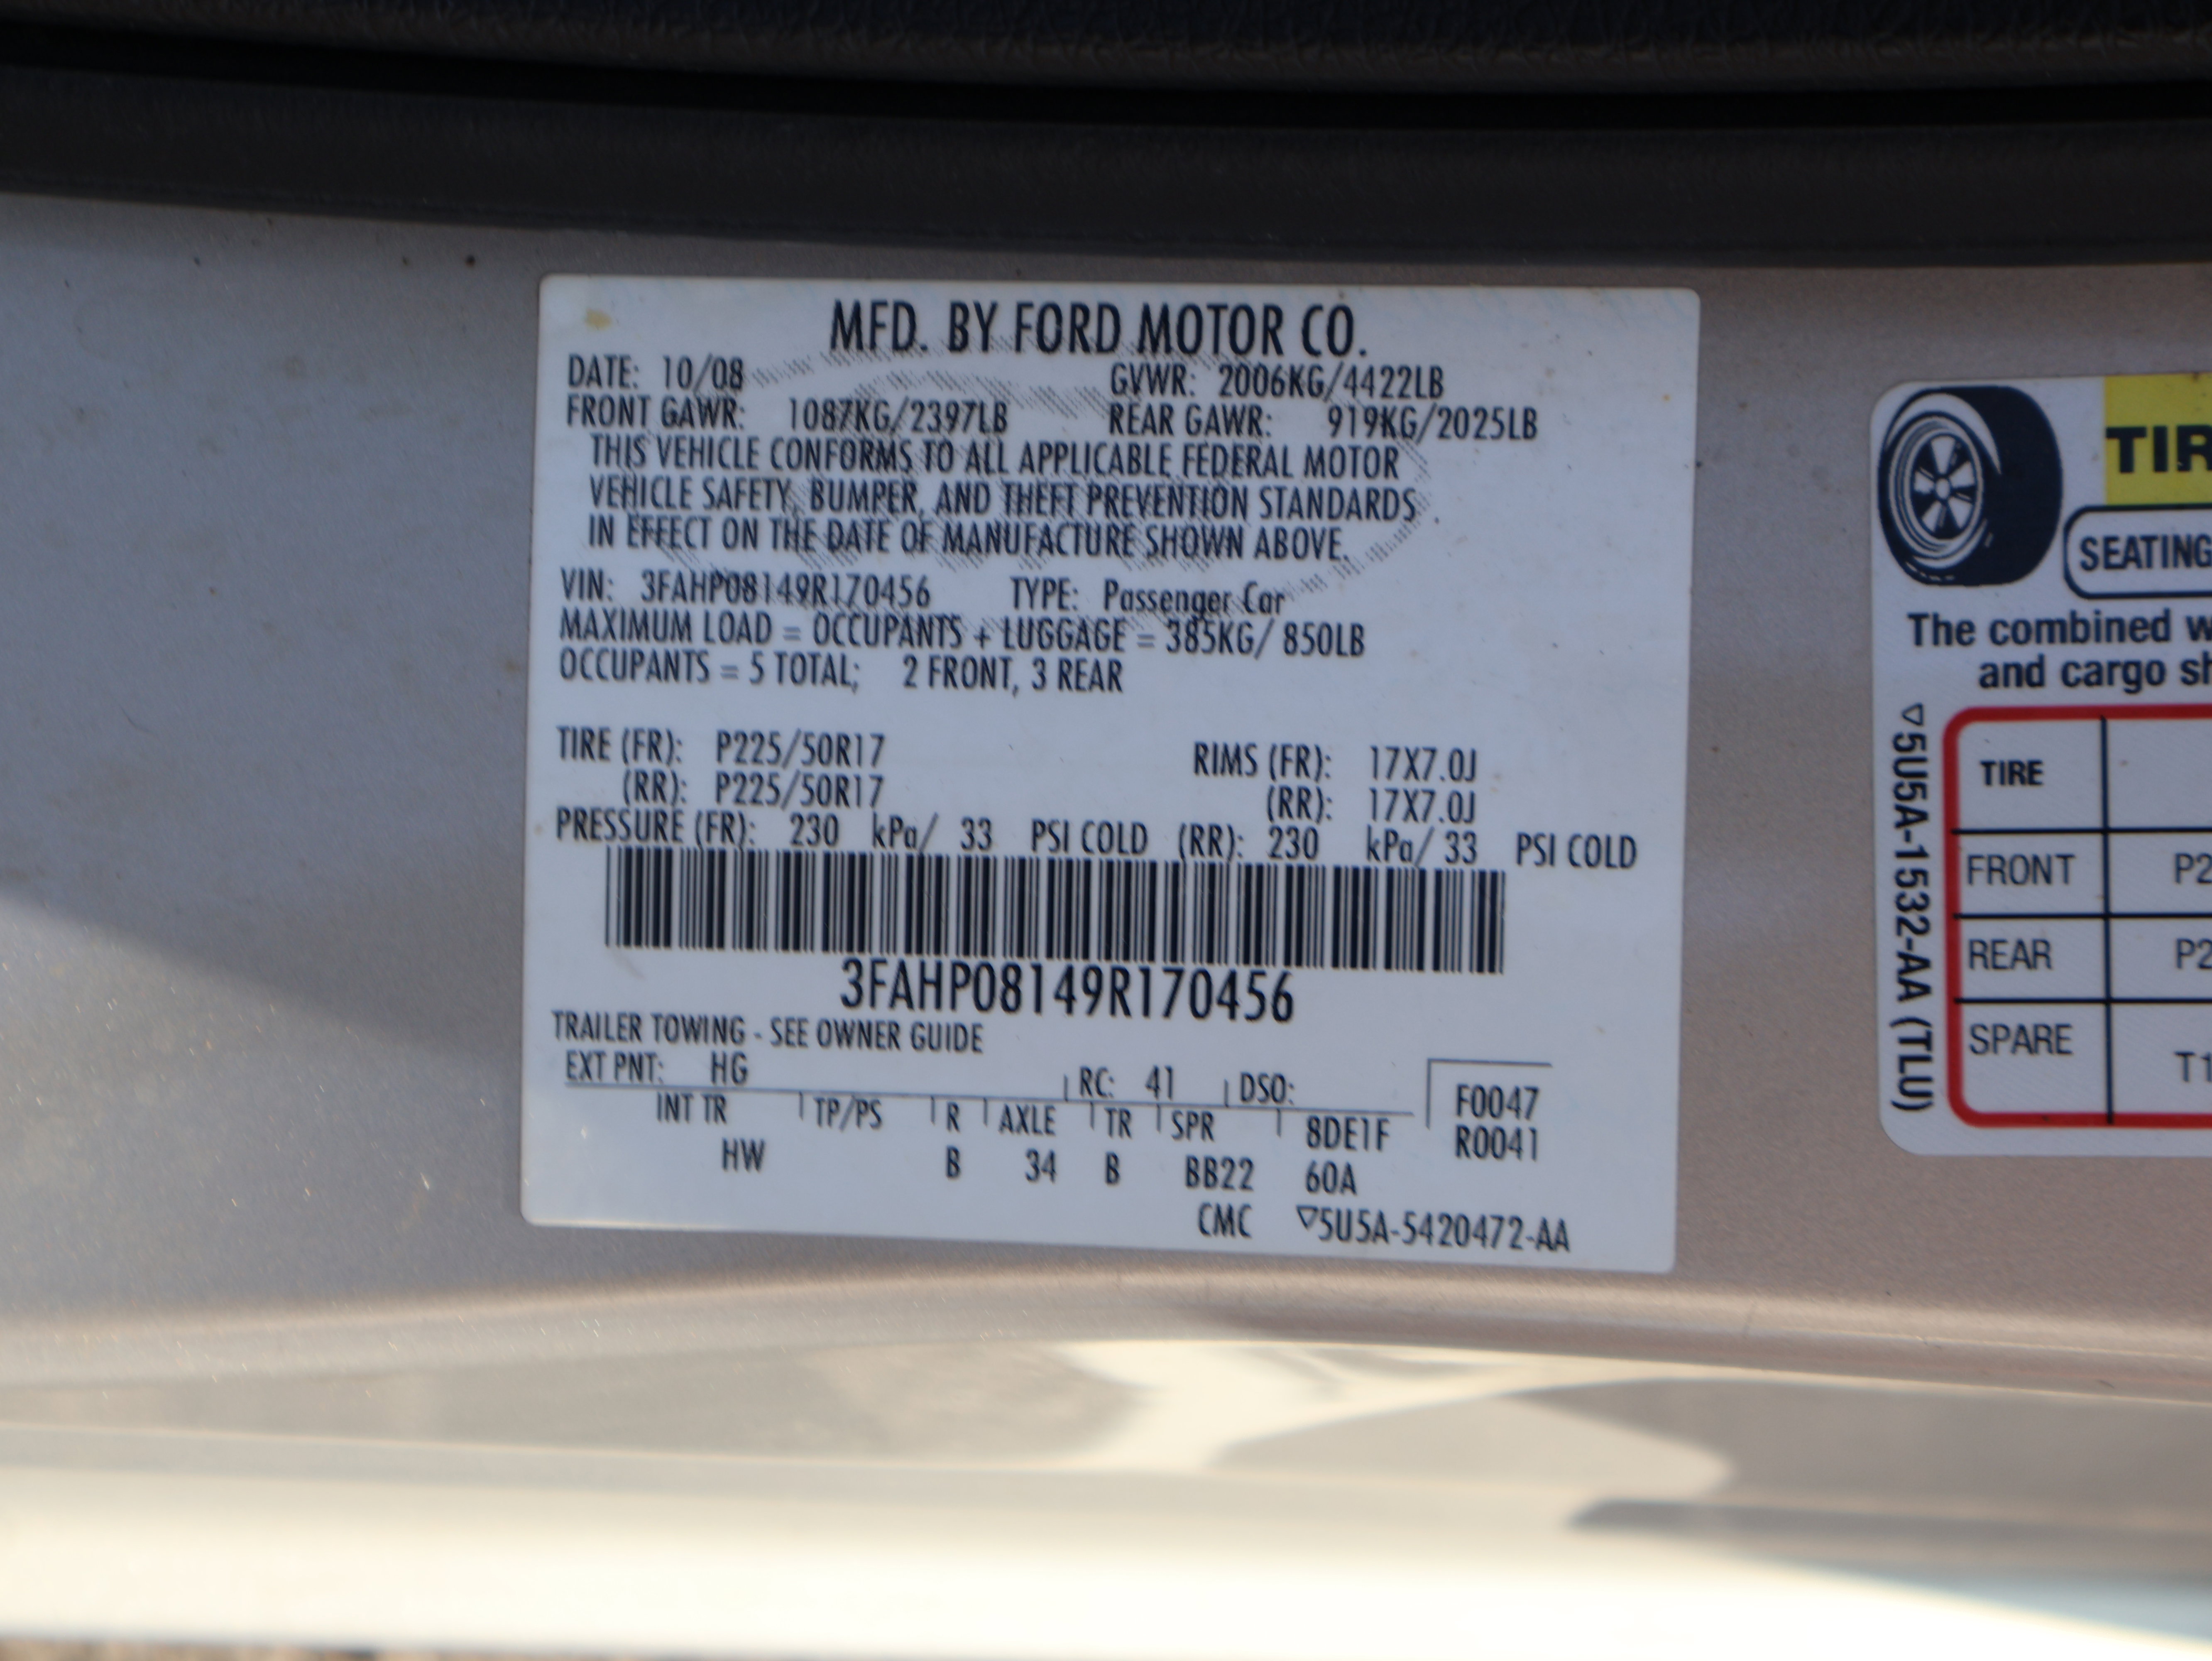 MFD. BY FORD MOTOR CO.
DATE: 10/08 GVWR: 2006KG/4422LB
FRONT GAWR: 1087KG/2397LB REAR GAWR: 919KG/2025LB
THIS VEHICLE CONFORMS TO ALL APPLICABLE FEDERAL MOTOR
VEHICLE SAFETY, BUMPER, AND THEFT PREVENTION STANDARDS
IN EFFECT ON THE DATE OF MANUFACTURE SHOWN ABOVE.
VIN: 3FAHP08149R170456 TYPE: Passenger Car
MAXIMUM LOAD = OCCUPANTS + LUGGAGE = 385KG/ 850LB
OCCUPANTS = 5 TOTAL; 2 FRONT, 3 REAR
TIRE (FR): P225/50R17 RIMS (FR): 17X7.0J
(RR): P225/50R17 (RR): 17X7.0J
PRESSURE (FR): 230 kPa/ 33 PSI COLD (RR): 230 kPa/ 33 PSI COLD
3FAHP08149R170456
TRAILER TOWING - SEE OWNER GUIDE
EXT PNT: HG RC: 41 DSO: F0047
INT TR TP/PS R AXLE TR SPR 8DE1F R0041
HW B 34 B BB22 60A
CMC ▽5U5A-5420472-AA
TIR
SEATING
The combined w
and cargo sh
▽5U5A-1532-AA (TLU)
TIRE
FRONT P2
REAR P2
SPARE T1